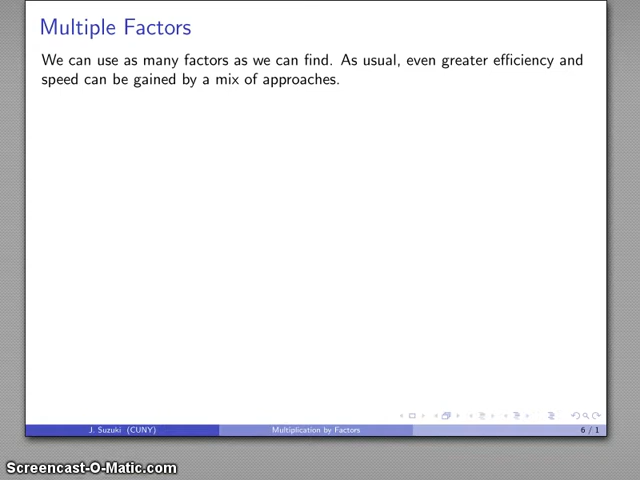 Multiple Factors
We can use as many factors as we can find. As usual, even greater efficiency and
speed can be gained by a mix of approaches.
J. Suzuki (CUNY)
Multiplication by Factors
6 / 1
Screencast-O-Matic.com